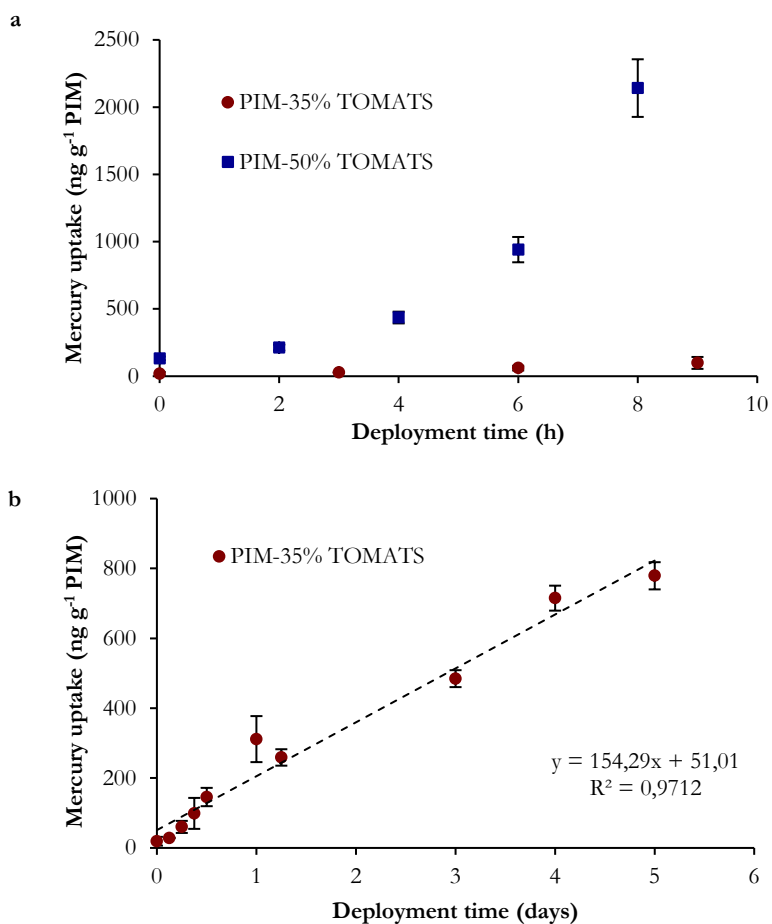 a
Mercury uptake (ng g⁻¹ PIM)
2500
2000
1500
1000
500
0
PIM-35% TOMATS
PIM-50% TOMATS
0 2 4 6 8 10
Deployment time (h)
b
Mercury uptake (ng g⁻¹ PIM)
1000
800
600
400
200
0
PIM-35% TOMATS
y = 154,29x + 51,01
R² = 0,9712
0 1 2 3 4 5 6
Deployment time (days)